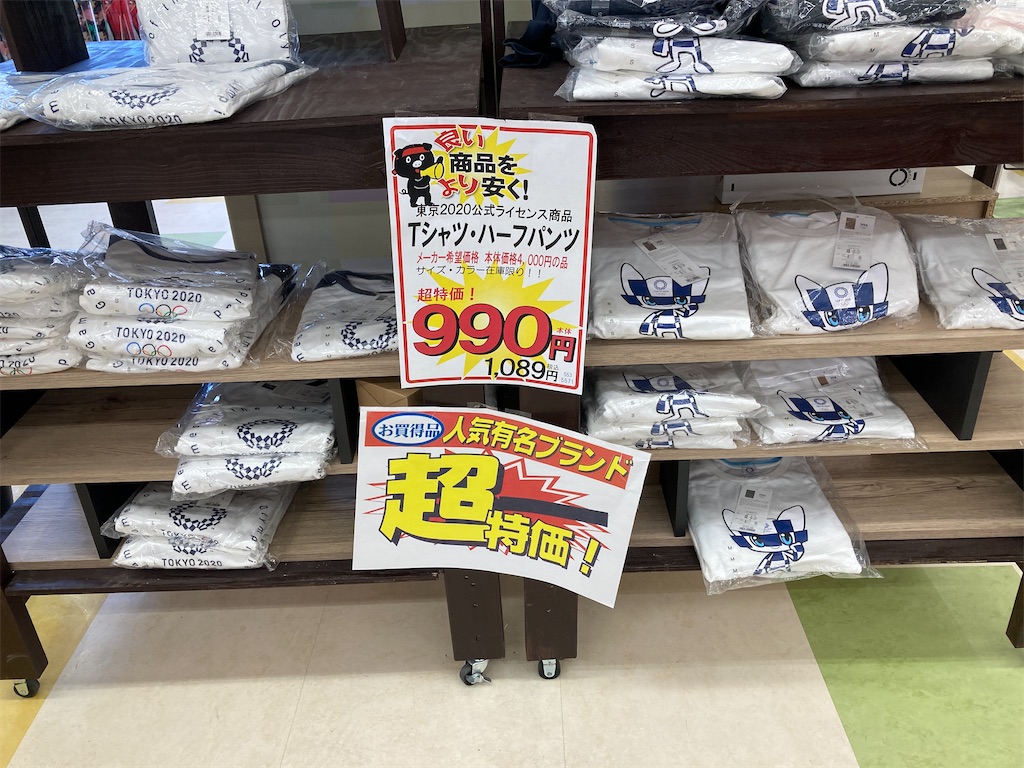 TOKYO 2020
良い
商品を
より安く!
東京2020公式ライセンス商品
Tシャツ・ハーフパンツ
メーカー希望価格 本体価格4,000円の品
サイズ・カラー在庫限り!!
超特価!
990円
本体
1,089円
税込
TOKYO 2020
TOKYO 2020
TOKYO 2020
お買得品
人気有名ブランド
超特価!
TOKYO 2020